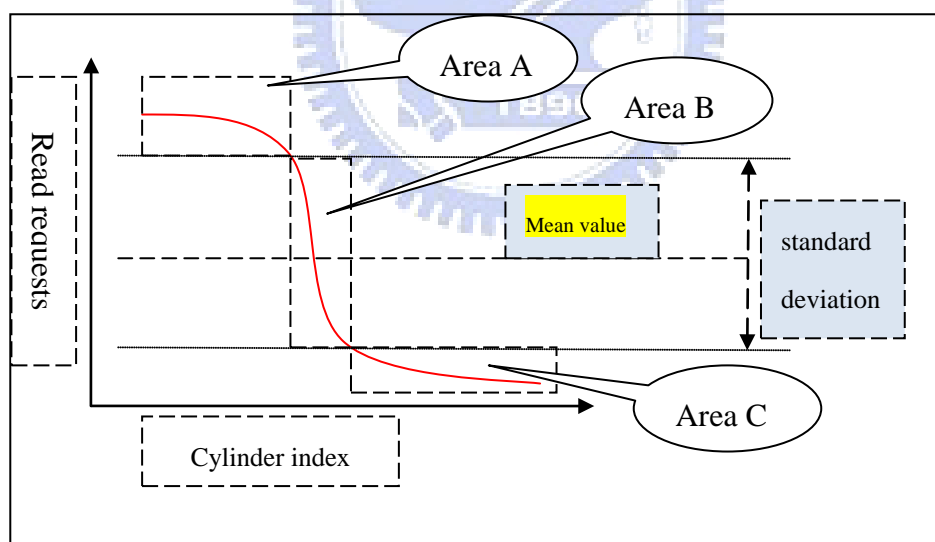 Area A
Area B
Read requests
Mean value
standard
deviation
Area C
Cylinder index